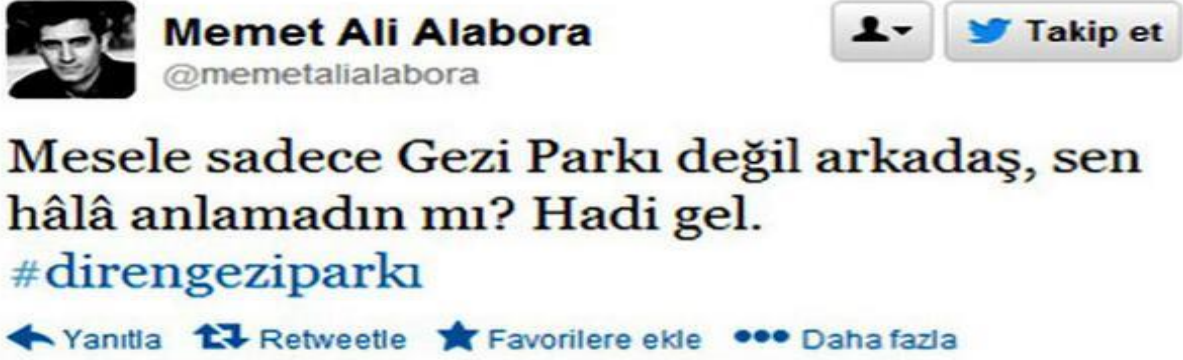 Memet Ali Alabora
Takip et
@memetalialabora
Mesele sadece Gezi Parkı değil arkadaş, sen
hâlâ anlamadın mı? Hadi gel.
#direngeziparkı
Yanıtla Retweetle Favorilere ekle Daha fazla